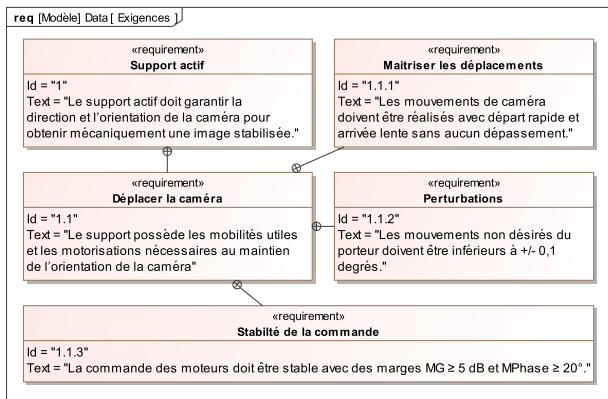 req [Modèle] Data [ Exigences ]
«requirement»
Support actif
Id = "1"
Text = "Le support actif doit garantir la
direction et l'orientation de la caméra pour
obtenir mécaniquement une image stabilisée."
«requirement»
Maitriser les déplacements
Id = "1.1.1"
Text = "Les mouvements de caméra
doivent être réalisés avec départ rapide et
arrivée lente sans aucun dépassement."
«requirement»
Déplacer la caméra
Id = "1.1"
Text = "Le support possède les mobilités utiles
et les motorisations nécessaires au maintien
de l'orientation de la caméra"
«requirement»
Perturbations
Id = "1.1.2"
Text = "Les mouvements non désirés du
porteur doivent être inférieurs à +/- 0,1
degrés."
«requirement»
Stabilté de la commande
Id = "1.1.3"
Text = "La commande des moteurs doit être stable avec des marges MG ≥ 5 dB et MPhase ≥ 20°."